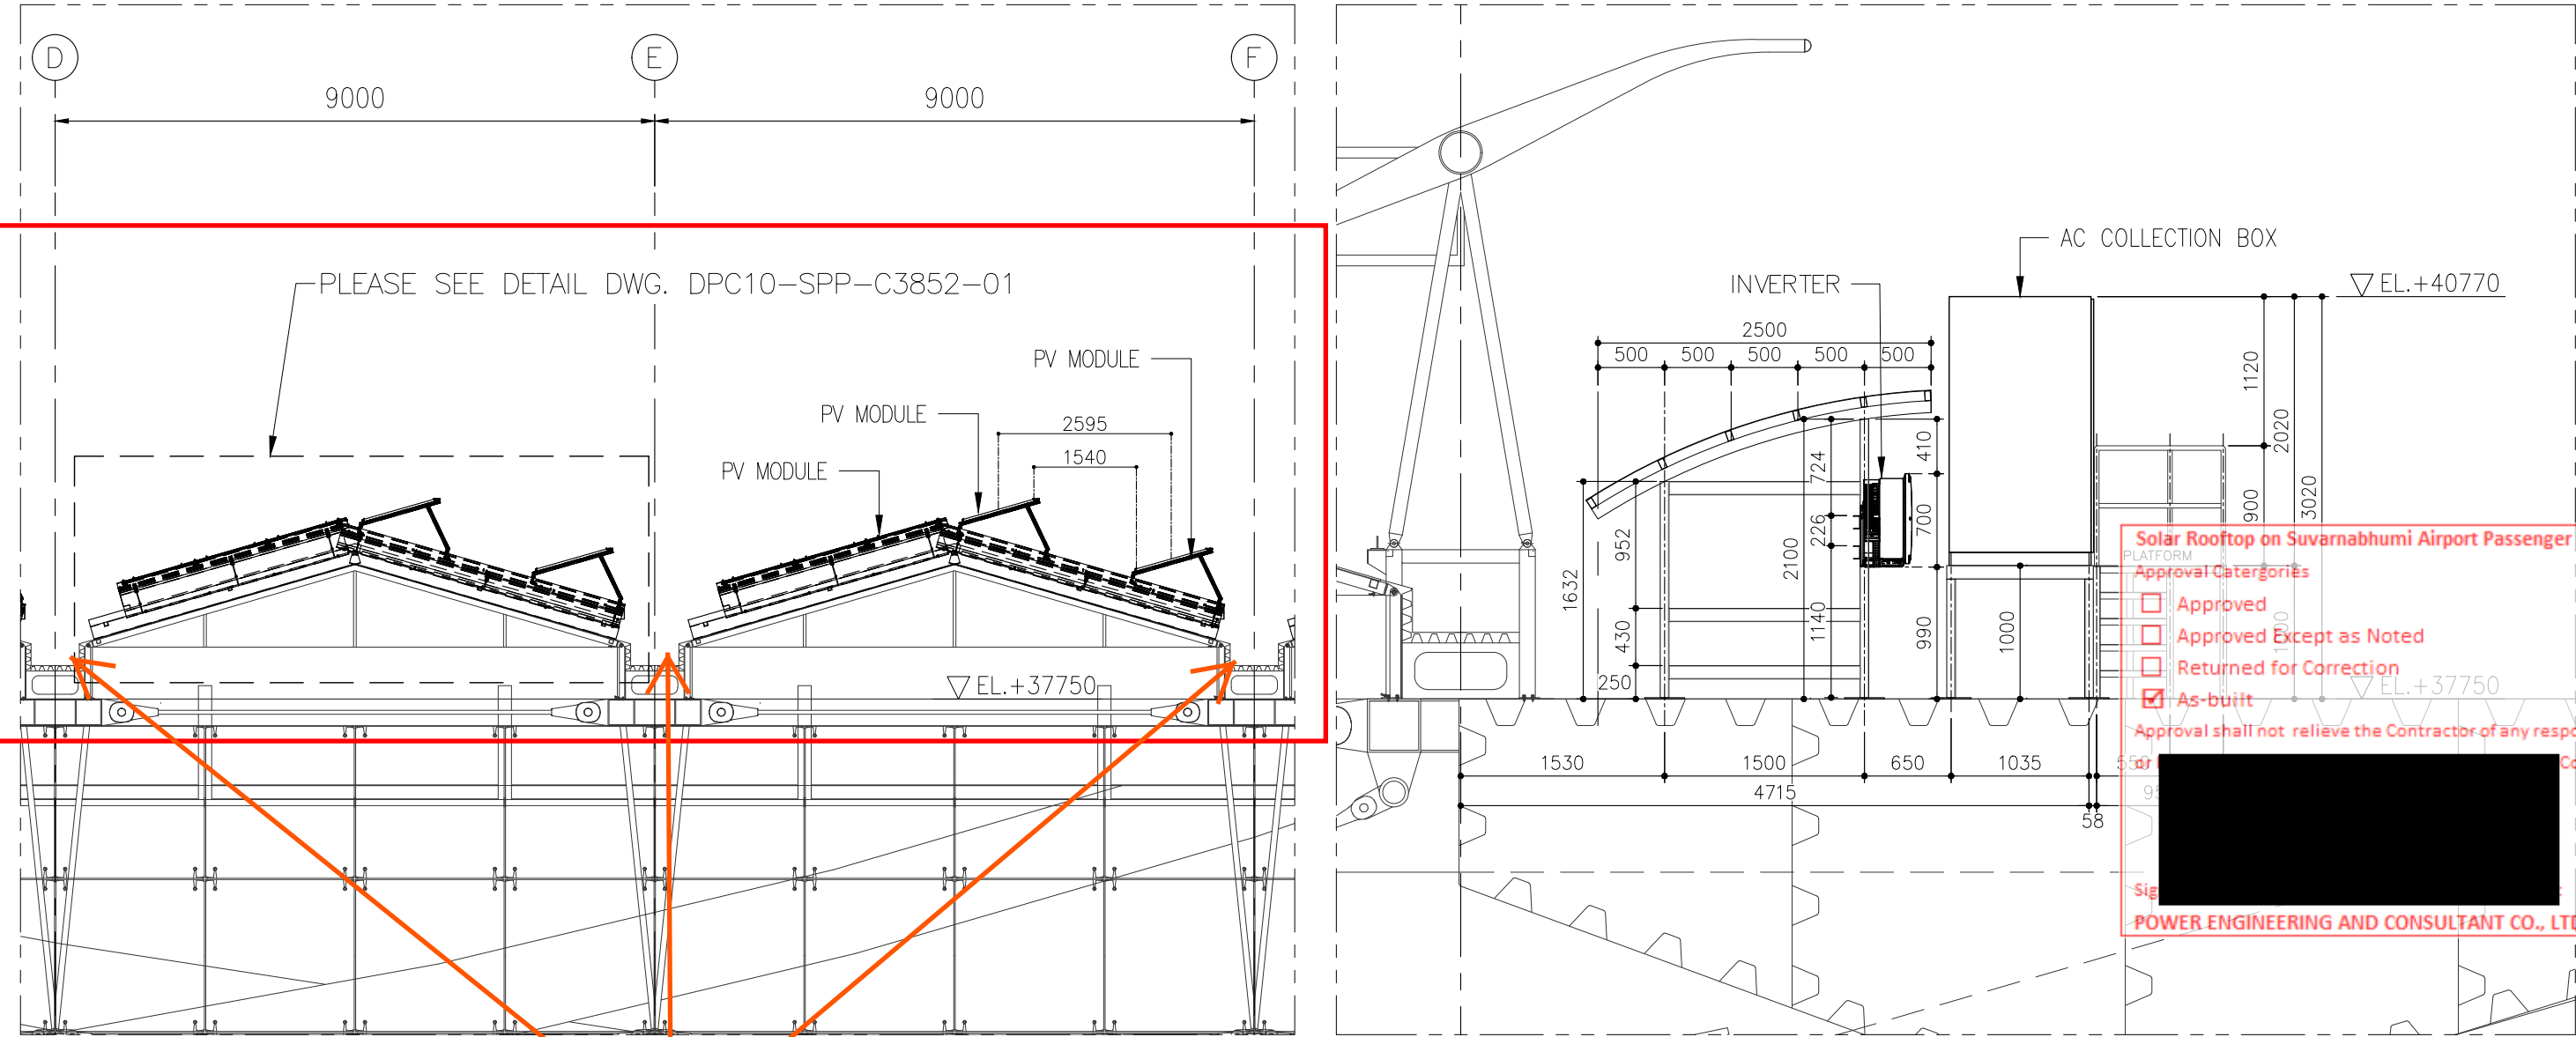 D
E
F
9000
9000
PLEASE SEE DETAIL DWG. DPC10-SPP-C3852-01
PV MODULE
PV MODULE
PV MODULE
2595
1540
▽ EL.+37750
AC COLLECTION BOX
INVERTER
▽ EL.+40770
2500
500 500 500 500 500
1120
2020
3020
900
410
724
700
226
952
2100
1632
1140
990
430
250
1000
PLATFORM
▽ EL.+37750
1530 1500 650 1035
4715
58
Solar Rooftop on Suvarnabhumi Airport Passenger
Approval Catergories
Approved
Approved Except as Noted
Returned for Correction
As-built
Approval shall not relieve the Contractor of any resp
or
Sig
POWER ENGINEERING AND CONSULTANT CO., LTD